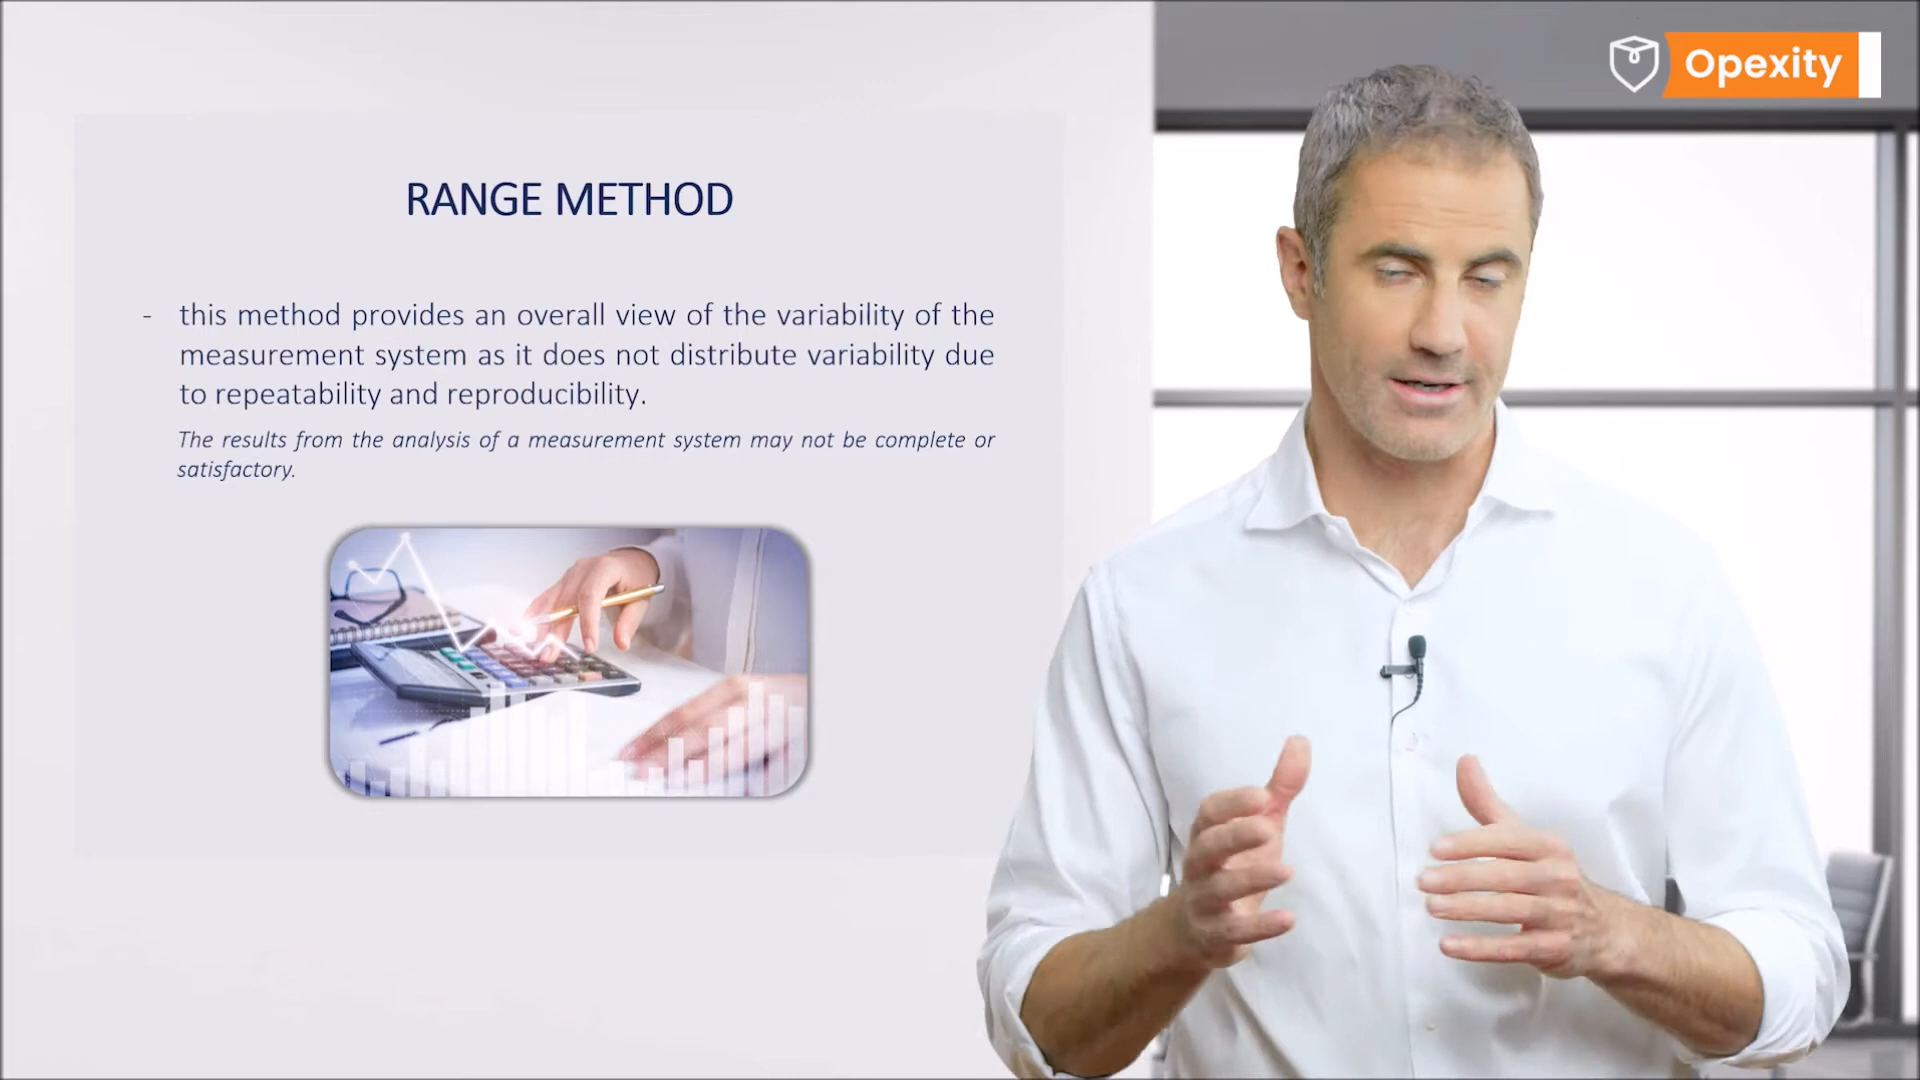 Opexity
RANGE METHOD
- this method provides an overall view of the variability of the
measurement system as it does not distribute variability due
to repeatability and reproducibility.
The results from the analysis of a measurement system may not be complete or
satisfactory.